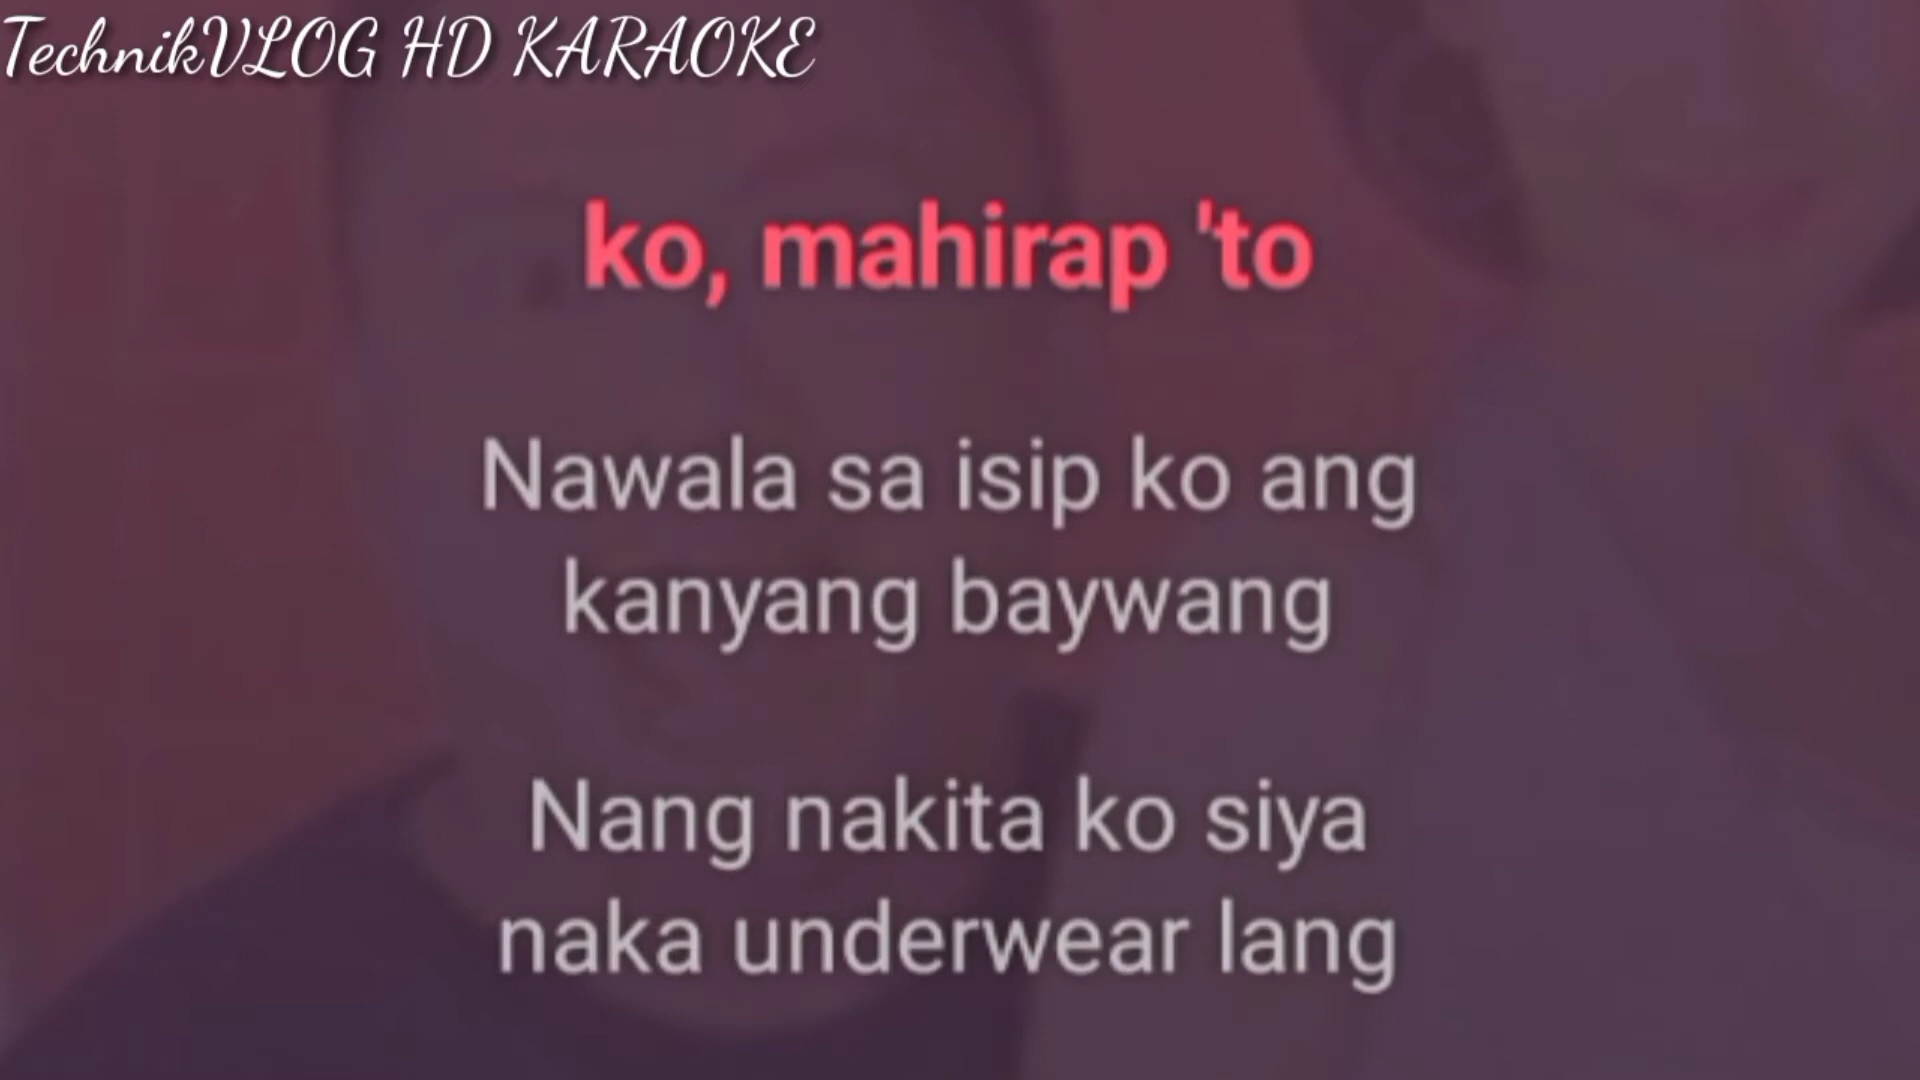 TechnikVLOG HD KARAOKE
ko, mahirap 'to
Nawala sa isip ko ang
kanyang baywang
Nang nakita ko siya
naka underwear lang